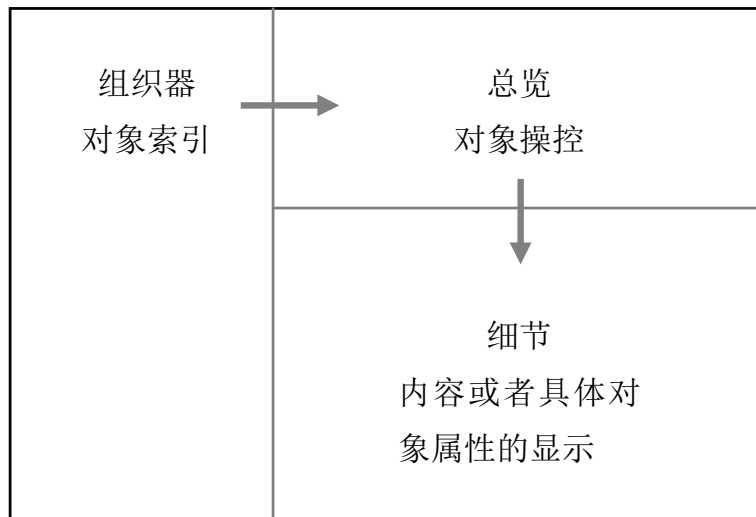 组织器
对象索引
总览
对象操控
细节
内容或者具体对
象属性的显示